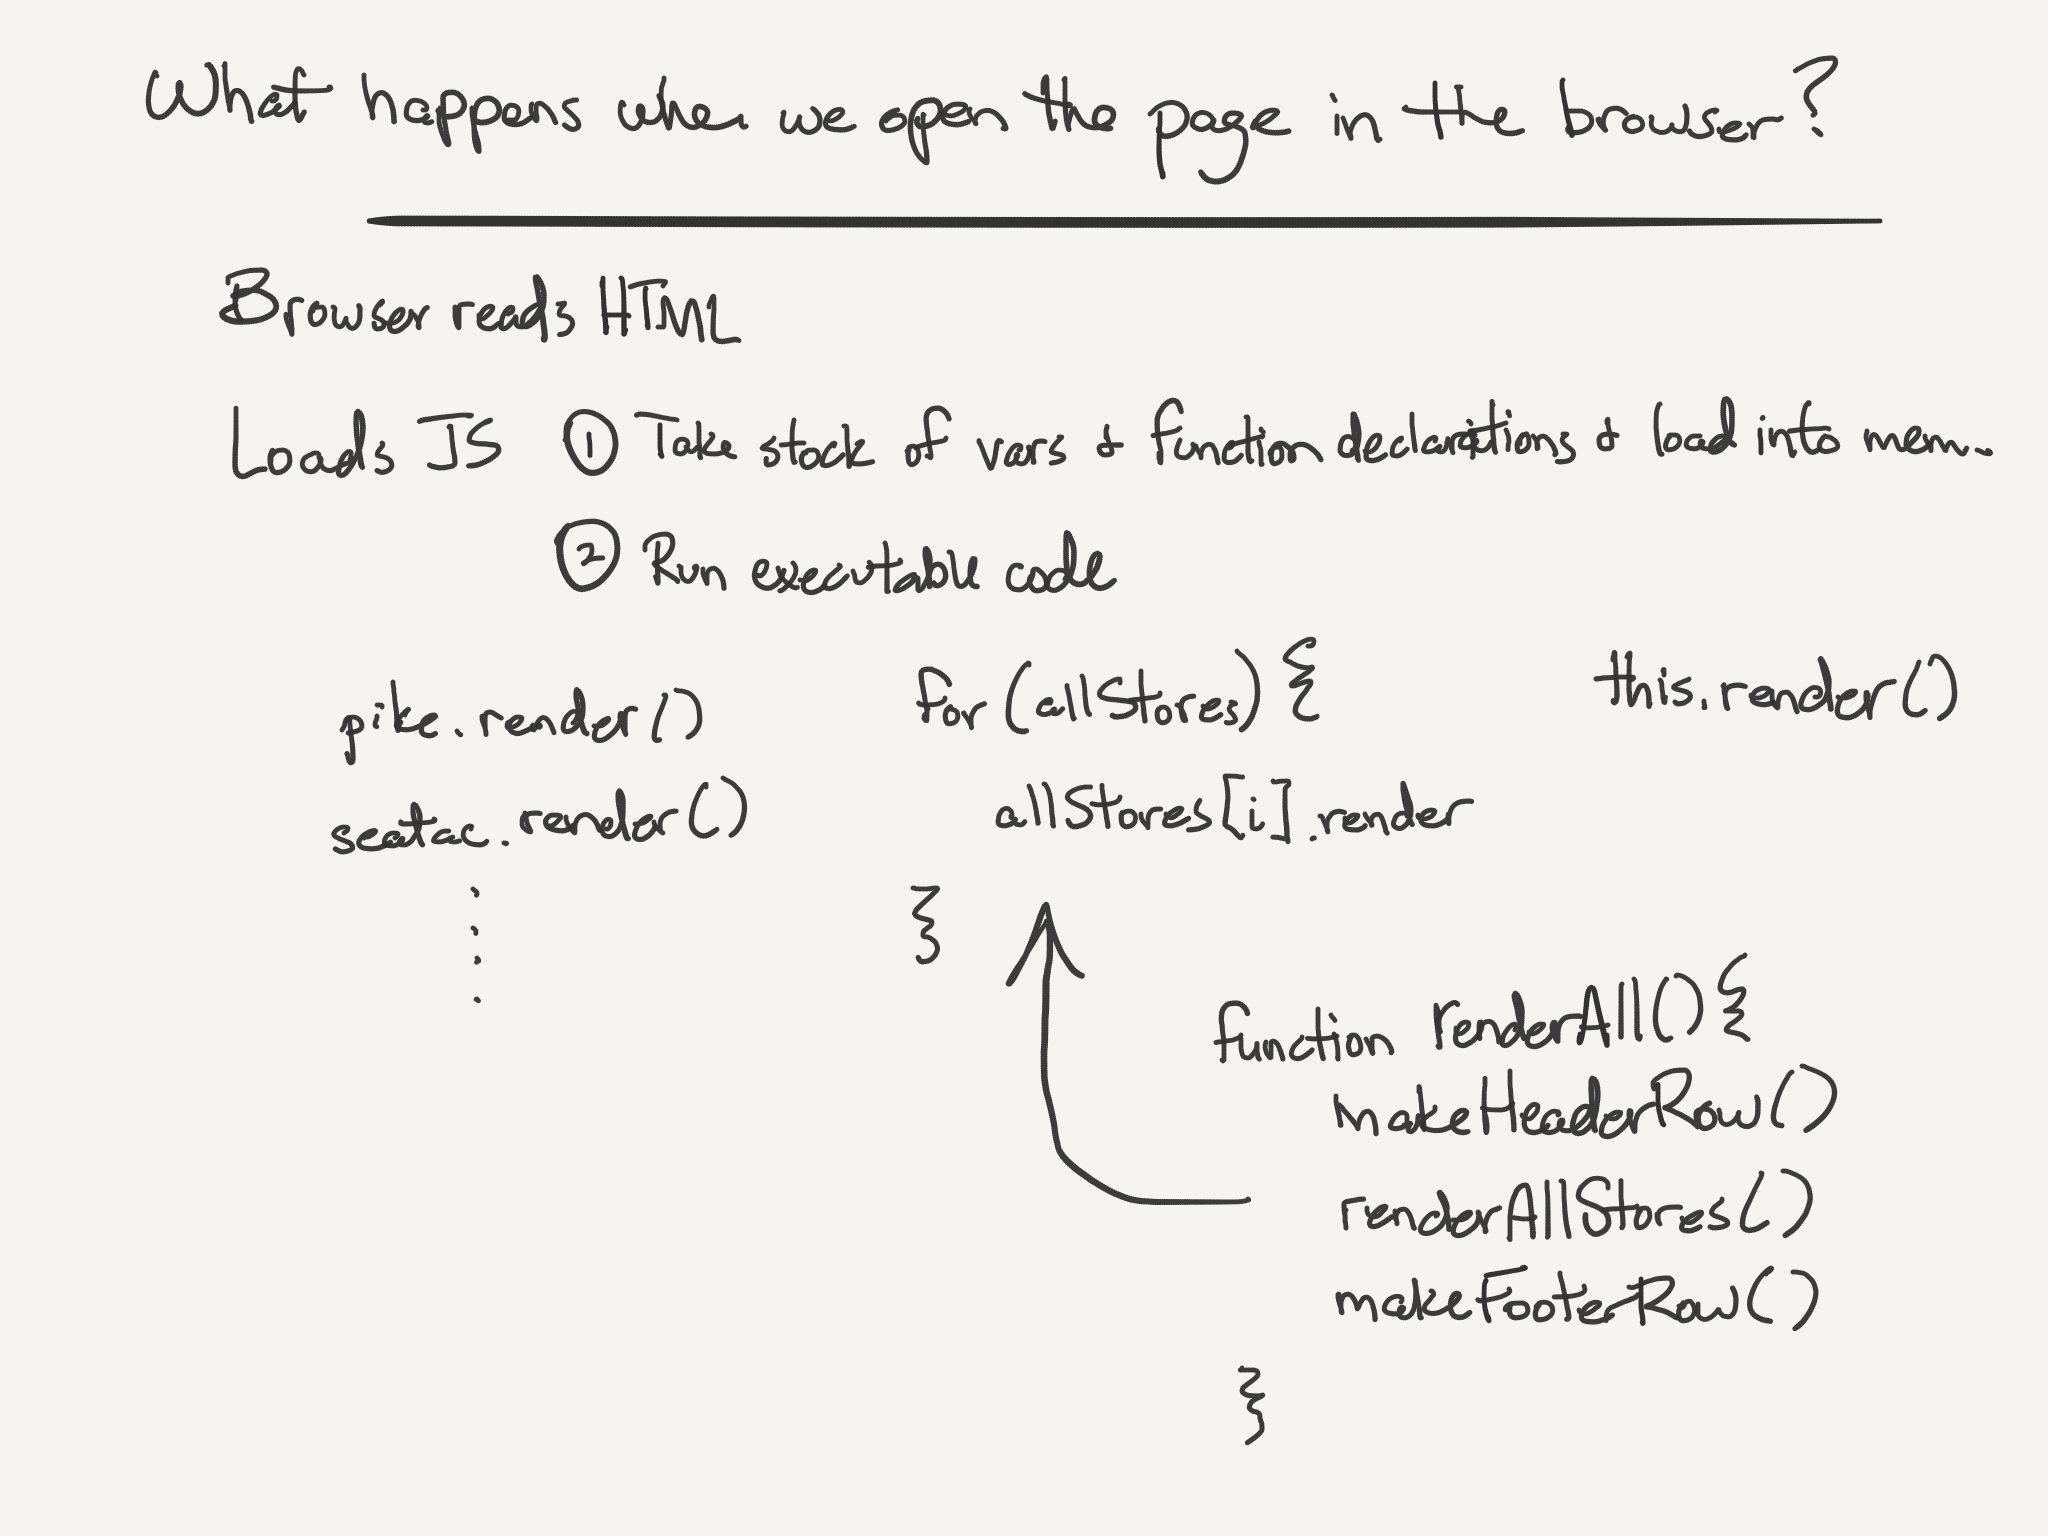 What happens when we open the page in the browser?
Browser reads HTML
Loads JS ① Take stock of vars & function declarations & load into mem..
② Run executable code
pike.render()
seatac.render()
for (allStores) {
allStores[i].render
}
this.render()
function renderAll() {
makeHeaderRow()
renderAllStores()
makeFooterRow()
}